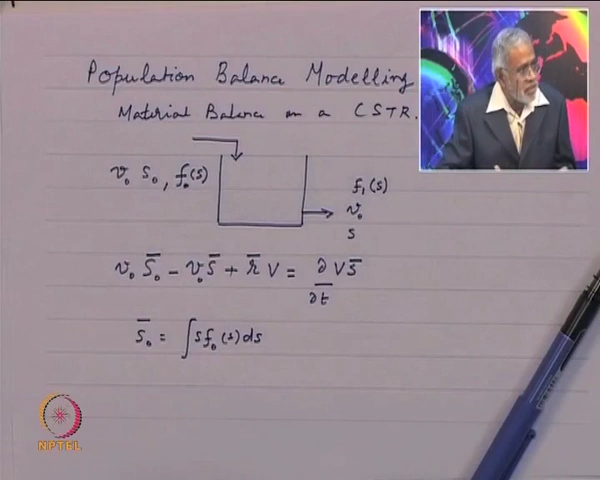 Population Balance Modelling
Material Balance on a CSTR.
v₀ S₀, f₀(s)
f₁(s)
v₀
s
v₀ S̄₀ - v₀ S̄ + r̄ V = ∂ V s̄
∂t
S̄₀ = ∫ s f₀(s) ds
NPTEL